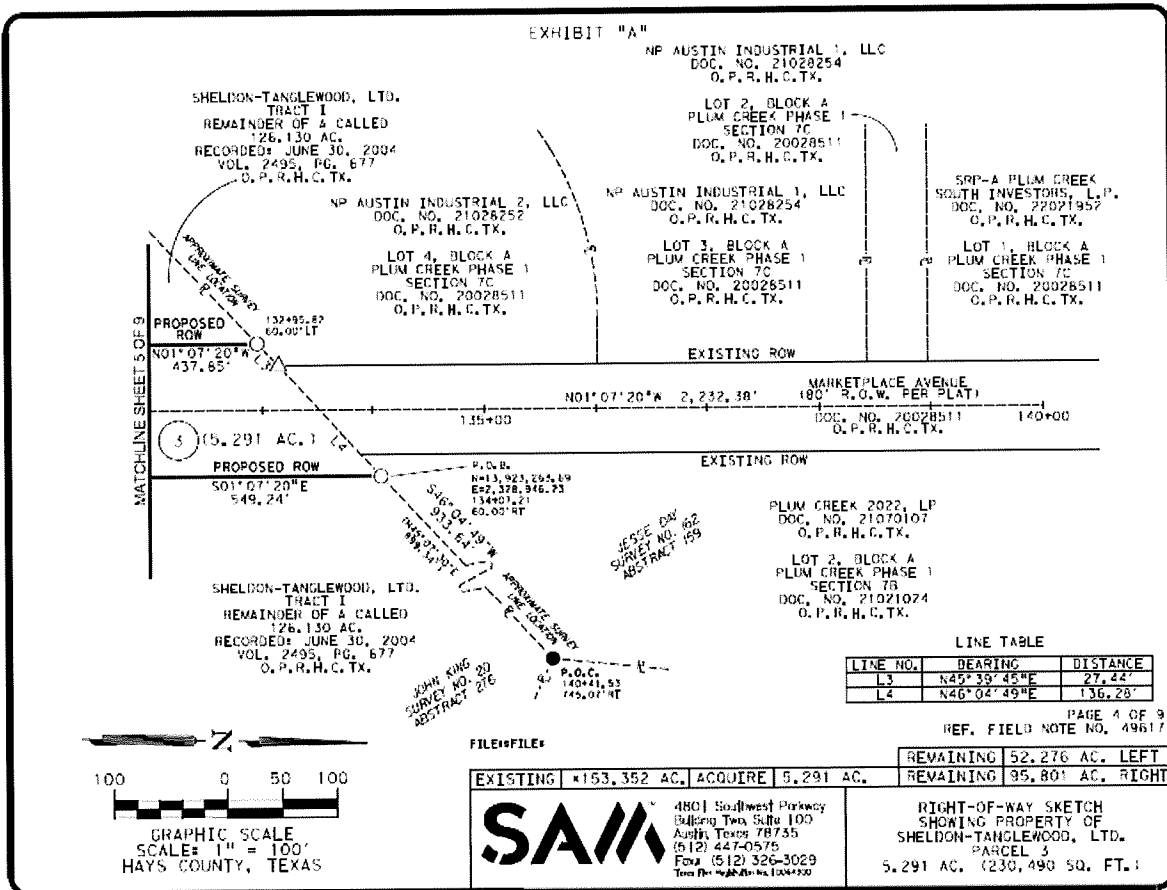 EXHIBIT "A"
NP AUSTIN INDUSTRIAL 1, LLC
DOC. NO. 21028254
O.P.R.H.C.TX.
LOT 2, BLOCK A
PLUM CREEK PHASE 1
SECTION 7C
DOC. NO. 20028511
O.P.R.H.C.TX.
SHELDON-TANGLEWOOD, LTD.
TRACT I
REMAINDER OF A CALLED
126.130 AC.
RECORDED: JUNE 30, 2004
VOL. 2495, PG. 677
O.P.R.H.C.TX.
NP AUSTIN INDUSTRIAL 2, LLC
DOC. NO. 21028252
O.P.R.H.C.TX.
LOT 4, BLOCK A
PLUM CREEK PHASE 1
SECTION 7C
DOC. NO. 20028511
O.P.R.H.C.TX.
NP AUSTIN INDUSTRIAL 1, LLC
DOC. NO. 21028254
O.P.R.H.C.TX.
LOT 3, BLOCK A
PLUM CREEK PHASE 1
SECTION 7C
DOC. NO. 20028511
O.P.R.H.C.TX.
SRP-A PLUM CREEK
SOUTH INVESTORS, L.P.
DOC. NO. 22021952
O.P.R.H.C.TX.
LOT 1, BLOCK A
PLUM CREEK PHASE 1
SECTION 7C
DOC. NO. 20028511
O.P.R.H.C.TX.
APPROXIMATE SURVEY
LINE LOCATION
MATCHLINE SHEET 5 OF 9
PROPOSED
ROW
N01°07'20"W
437.85'
132+95.82
60.00'LT
L3
EXISTING ROW
N01°07'20"W 2,232.38'
MARKETPLACE AVENUE
(80' R.O.W. PER PLAT)
DOC. NO. 20028511
O.P.R.H.C.TX.
135+00
140+00
3 (5.291 AC.)
L4
PROPOSED ROW
S01°07'20"E
549.24'
EXISTING ROW
P.O.B.
N=13,923,263.69
E=2,328,946.23
134+07.21
60.00'RT
S46°04'49"W
933.64'
JESSE DAY
SURVEY NO. 162
ABSTRACT 159
PLUM CREEK 2022, LP
DOC. NO. 21070107
O.P.R.H.C.TX.
LOT 2, BLOCK A
PLUM CREEK PHASE 1
SECTION 7B
DOC. NO. 21021024
O.P.R.H.C.TX.
SHELDON-TANGLEWOOD, LTD.
TRACT I
REMAINDER OF A CALLED
126.130 AC.
RECORDED: JUNE 30, 2004
VOL. 2495, PG. 677
O.P.R.H.C.TX.
APPROXIMATE SURVEY
LINE LOCATION
JOHN KING
SURVEY NO. 20
ABSTRACT 276
P.O.C.
140+41.53
745.02'RT
LINE TABLE
LINE NO. BEARING DISTANCE
L3 N45°39'45"E 27.44'
L4 N46°04'49"E 136.28'
PAGE 4 OF 9
REF. FIELD NOTE NO. 49617
N
100 0 50 100
GRAPHIC SCALE
SCALE: 1" = 100'
HAYS COUNTY, TEXAS
FILE:$FILE$
REMAINING 52.276 AC. LEFT
EXISTING *153.352 AC. ACQUIRE 5.291 AC. REMAINING 95.801 AC. RIGHT
SAM
4801 Southwest Parkway
Building Two, Suite 100
Austin, Texas 78735
(512) 447-0575
Fax: (512) 326-3029
RIGHT-OF-WAY SKETCH
SHOWING PROPERTY OF
SHELDON-TANGLEWOOD, LTD.
PARCEL 3
5.291 AC. (230,490 SQ. FT.)